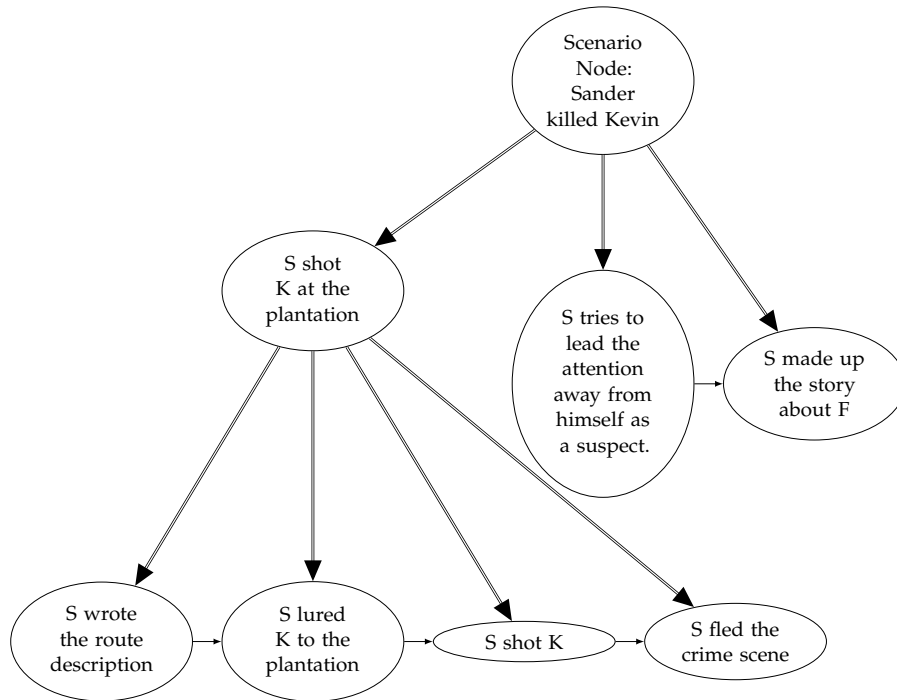 Scenario
Node:
Sander
killed Kevin
S shot
K at the
plantation
S tries to
lead the
attention
away from
himself as
a suspect.
S made up
the story
about F
S wrote
the route
description
S lured
K to the
plantation
S shot K
S fled the
crime scene